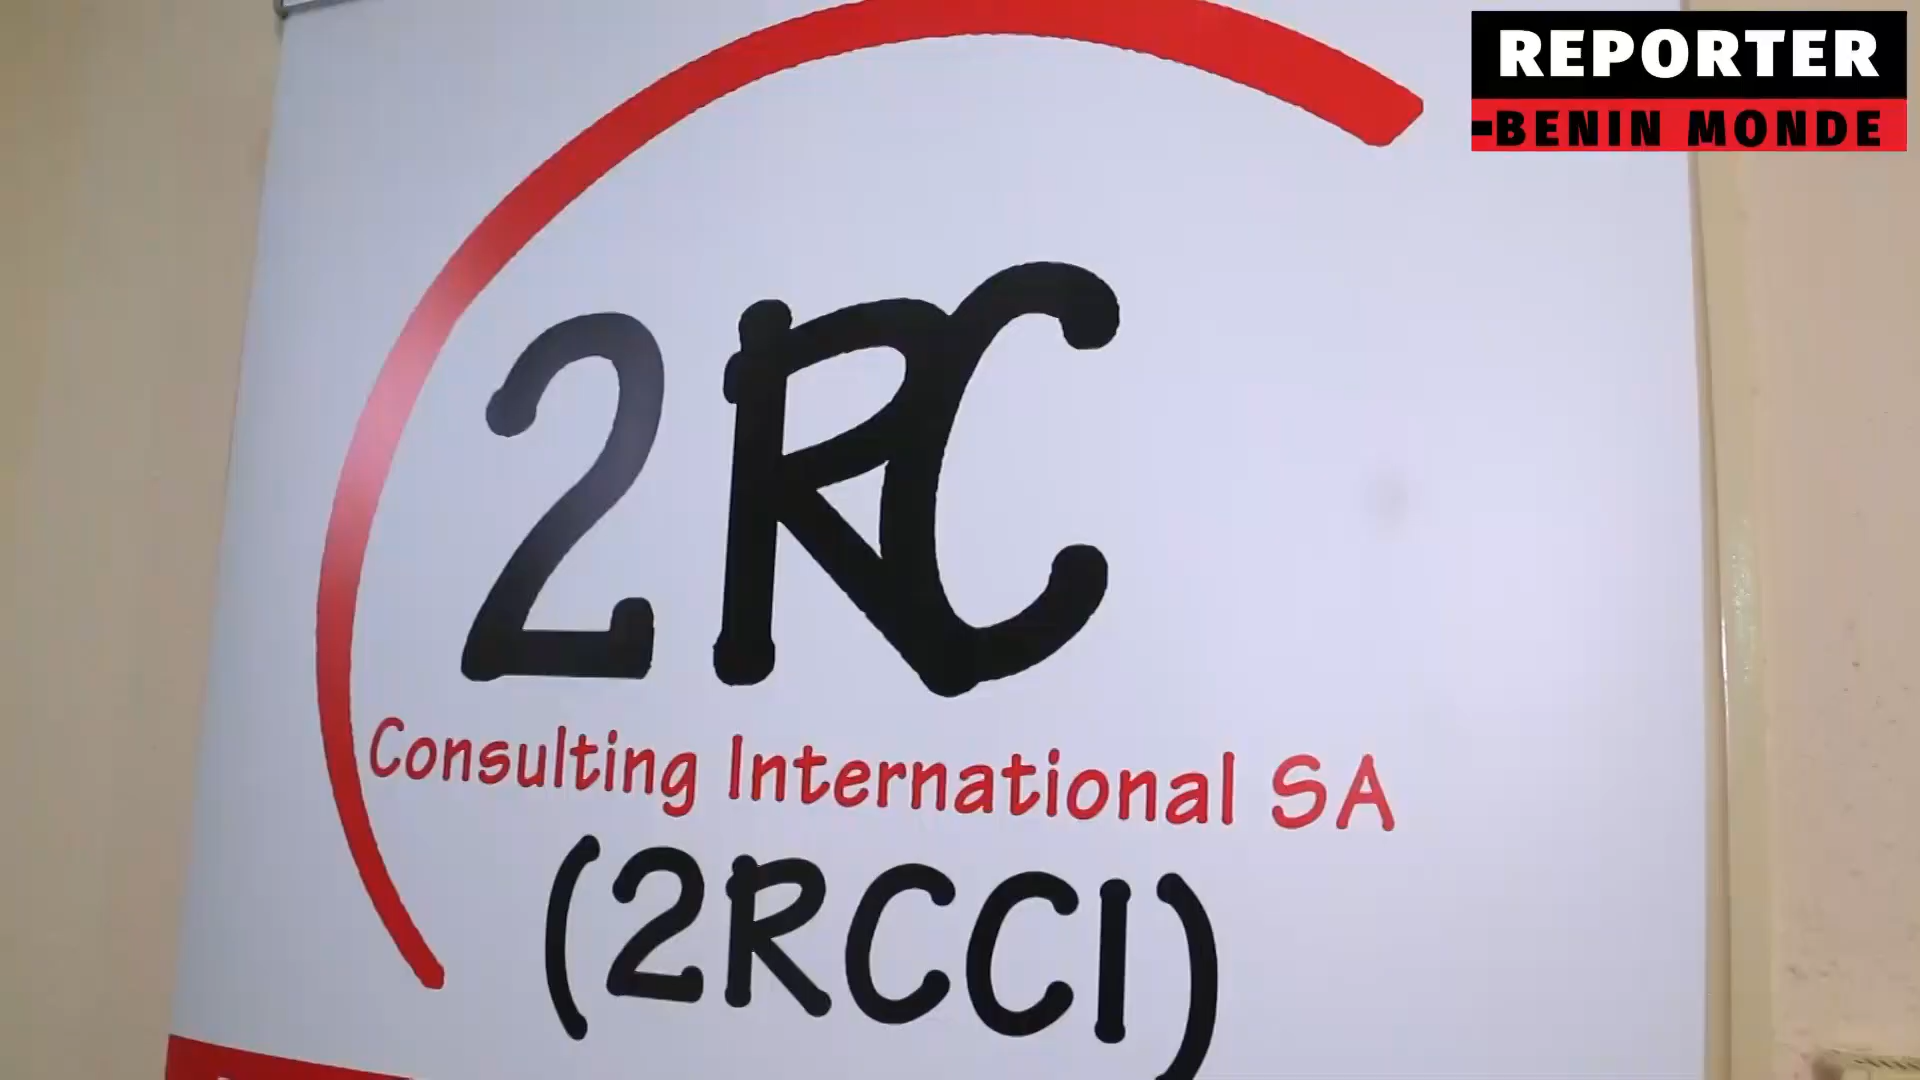 REPORTER
BENIN MONDE
2RC
Consulting International SA
(2RCCI)